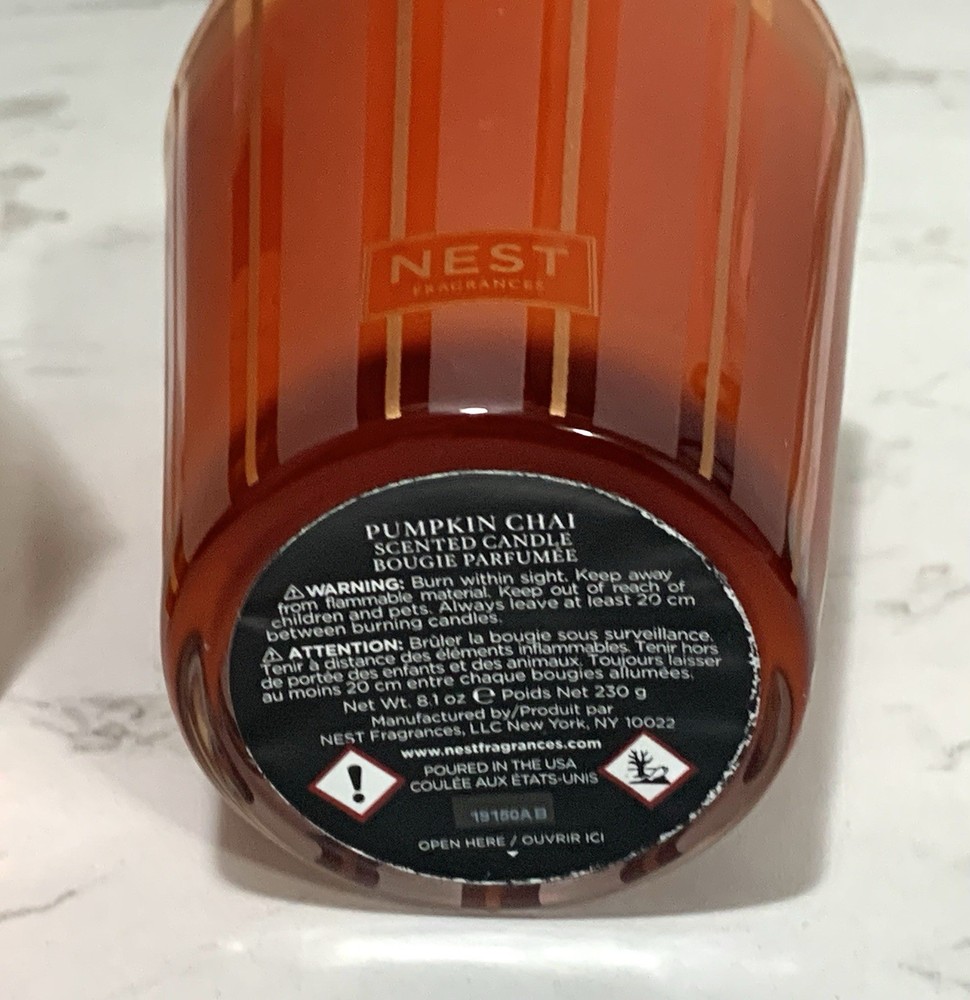 NEST
FRAGRANCES
PUMPKIN CHAI
SCENTED CANDLE
BOUGIE PARFUMÉE
⚠ WARNING: Burn within sight. Keep away
from flammable material. Keep out of reach of
children and pets. Always leave at least 20 cm
between burning candles.
⚠ ATTENTION: Brûler la bougie sous surveillance.
Tenir à distance des éléments inflammables. Tenir hors
de portée des enfants et des animaux. Toujours laisser
au moins 20 cm entre chaque bougies allumées.
Net Wt. 8.1 oz ℮ Poids Net 230 g
Manufactured by/Produit par
NEST Fragrances, LLC New York, NY 10022
www.nestfragrances.com
POURED IN THE USA
COULÉE AUX ÉTATS-UNIS
19150AB
OPEN HERE / OUVRIR ICI